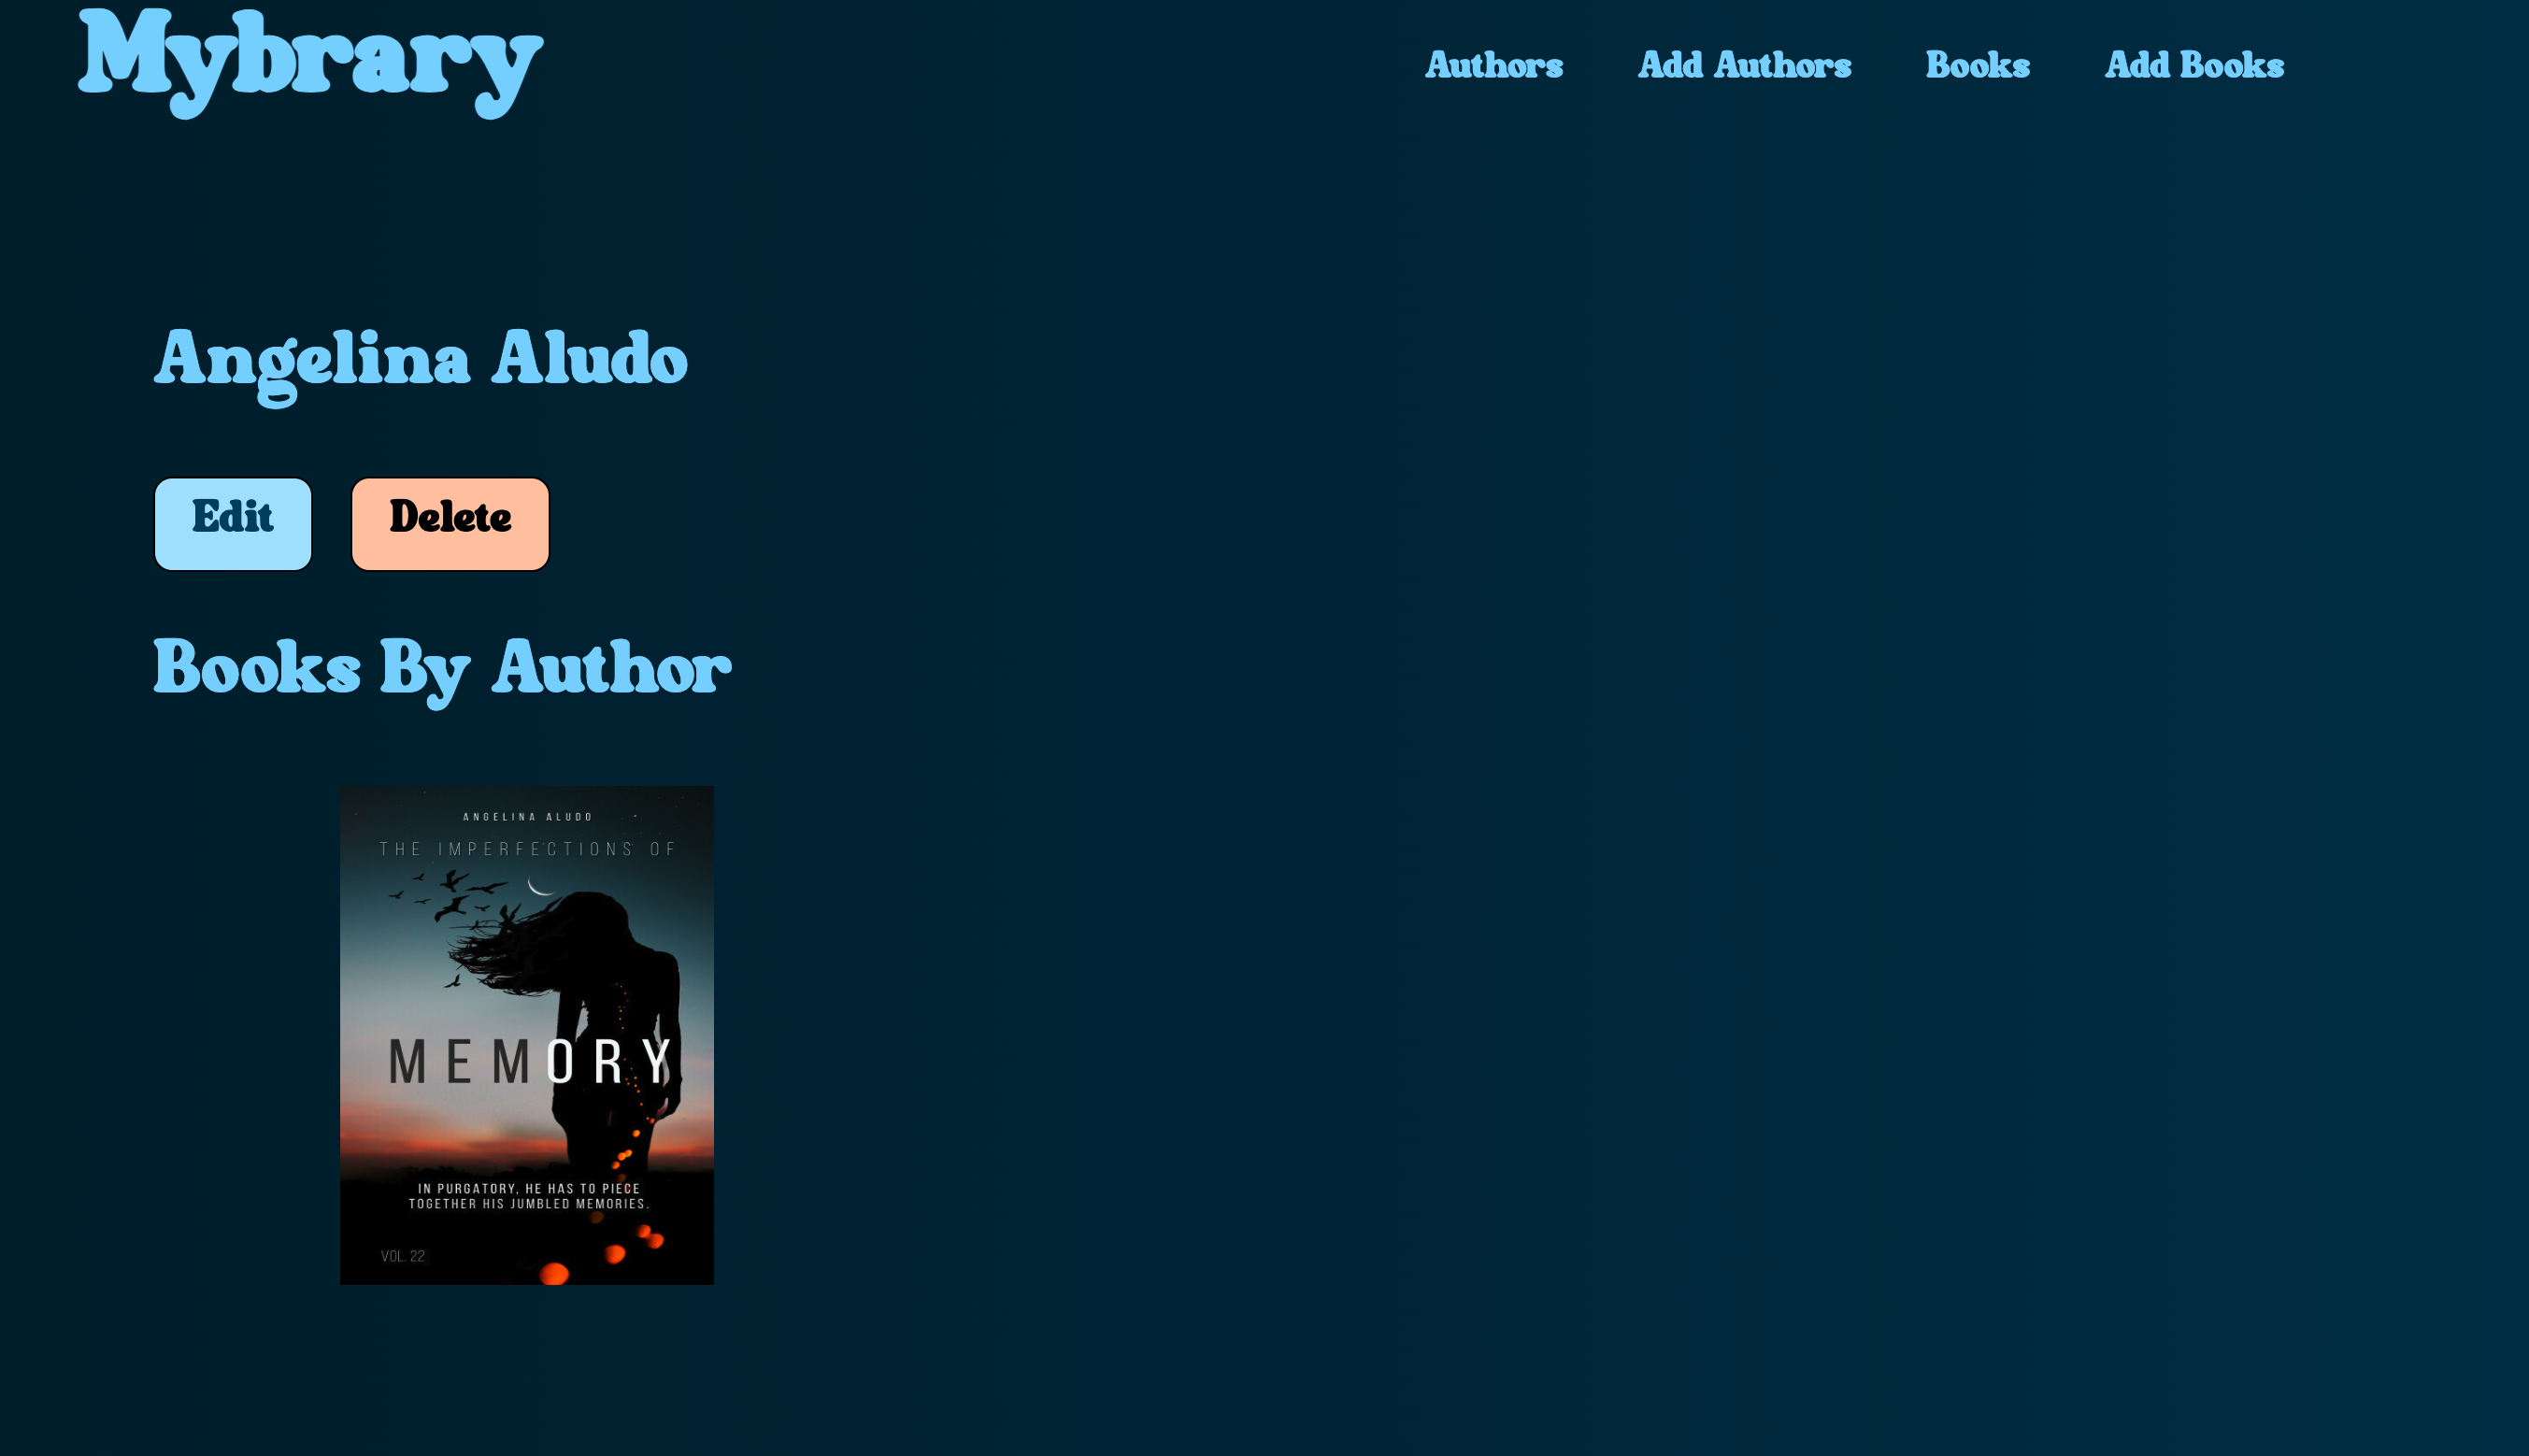 Mybrary
Authors Add Authors Books Add Books
Angelina Aludo
Edit Delete
Books By Author
ANGELINA ALUDO
THE IMPERFECTIONS OF
MEMORY
IN PURGATORY, HE HAS TO PIECE
TOGETHER HIS JUMBLED MEMORIES.
VOL. 22